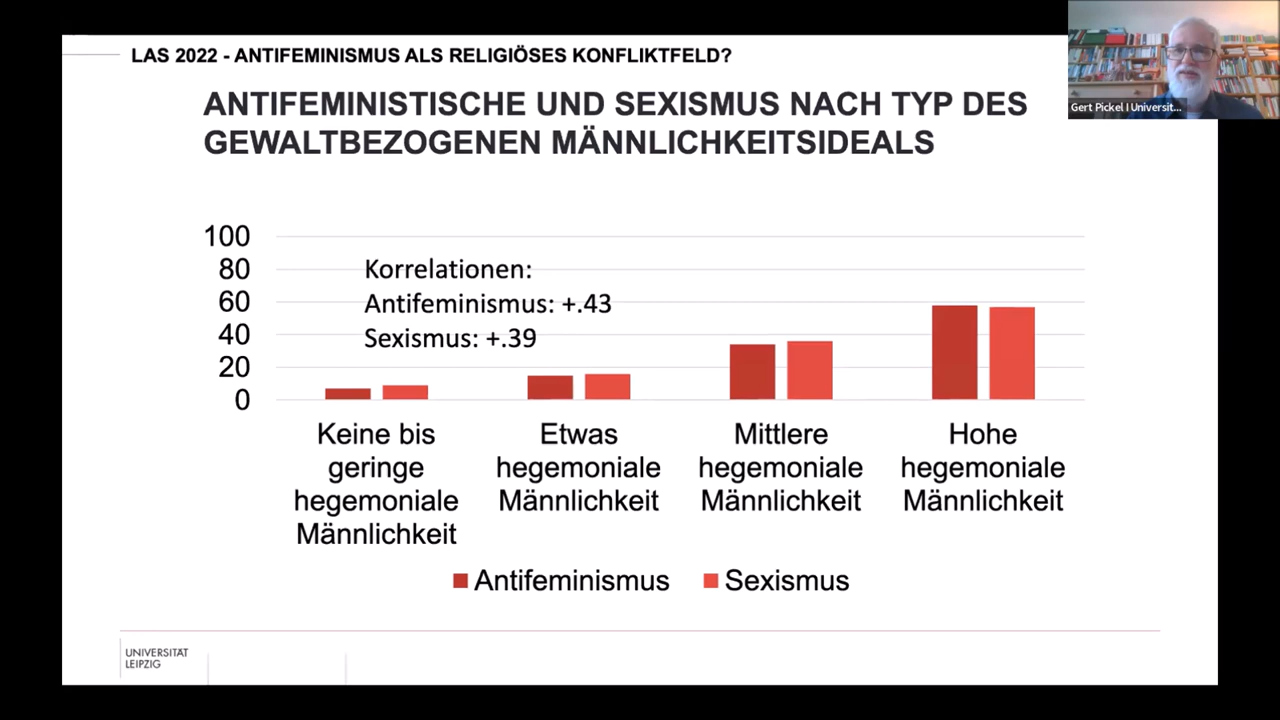 LAS 2022 - ANTIFEMINISMUS ALS RELIGIÖSES KONFLIKTFELD?
Gert Pickel I Universit...
ANTIFEMINISTISCHE UND SEXISMUS NACH TYP DES
GEWALTBEZOGENEN MÄNNLICHKEITSIDEALS
100
80
60
40
20
0
Korrelationen:
Antifeminismus: +.43
Sexismus: +.39
Keine bis
geringe
hegemoniale
Männlichkeit
Etwas
hegemoniale
Männlichkeit
Mittlere
hegemoniale
Männlichkeit
Hohe
hegemoniale
Männlichkeit
Antifeminismus
Sexismus
UNIVERSITÄT
LEIPZIG